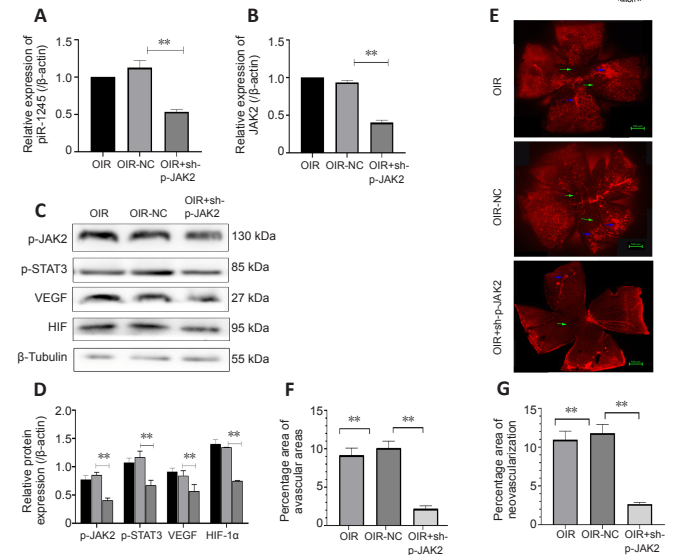 A
Relative expression of
piR-1245 (/β-actin)
1.5
1.0
0.5
0
**
OIR OIR-NC OIR+sh-
p-JAK2
B
Relative expression of
JAK2 (/β-actin)
1.5
1.0
0.5
0
**
OIR OIR-NC OIR+sh-
p-JAK2
C
OIR OIR-NC OIR+sh-
p-JAK2
p-JAK2 130 kDa
p-STAT3 85 kDa
VEGF 27 kDa
HIF 95 kDa
β-Tubulin 55 kDa
D
Relative protein
expression (/β-actin)
2.0
1.5
1.0
0.5
0
** ** ** **
p-JAK2 p-STAT3 VEGF HIF-1α
E
OIR
OIR-NC
OIR+sh-p-JAK2
F
Percentage area of
avascular areas
15
10
5
0
** **
OIR OIR-NC OIR+sh-
p-JAK2
G
Percentage area of
neovascularization
15
10
5
0
** **
OIR OIR-NC OIR+sh-
p-JAK2